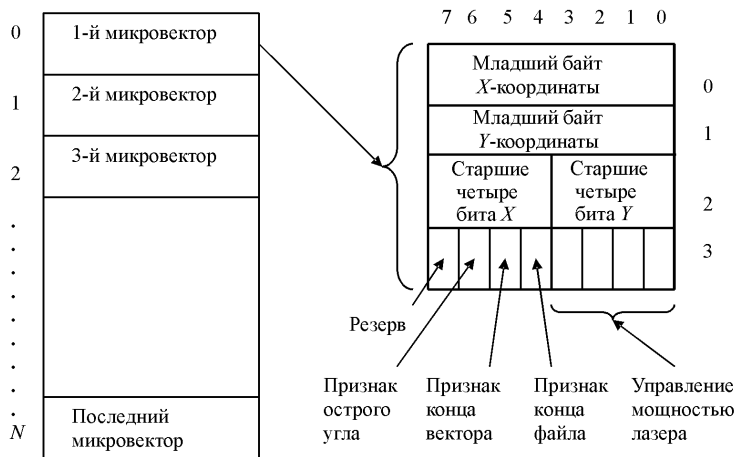 7 6 5 4 3 2 1 0
0
1-й микровектор
1
2-й микровектор
2
3-й микровектор
N
Последний
микровектор
Младший байт
X-координаты
0
Младший байт
Y-координаты
1
Старшие
четыре
бита X
Старшие
четыре
бита Y
2
3
Резерв
Признак
острого
угла
Признак
конца
вектора
Признак
конца
файла
Управление
мощностью
лазера